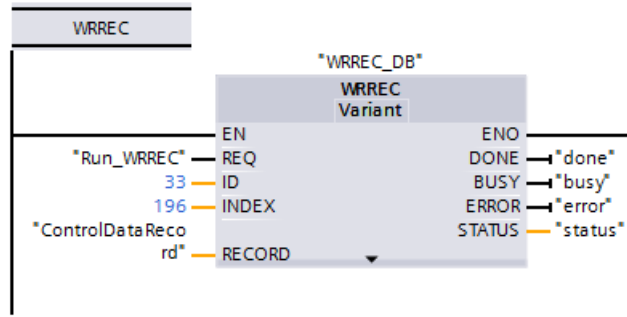 WRREC
"WRREC_DB"
WRREC
Variant
EN ENO
"Run_WRREC" REQ DONE "done"
33 ID BUSY "busy"
196 INDEX ERROR "error"
"ControlDataReco STATUS "status"
rd" RECORD